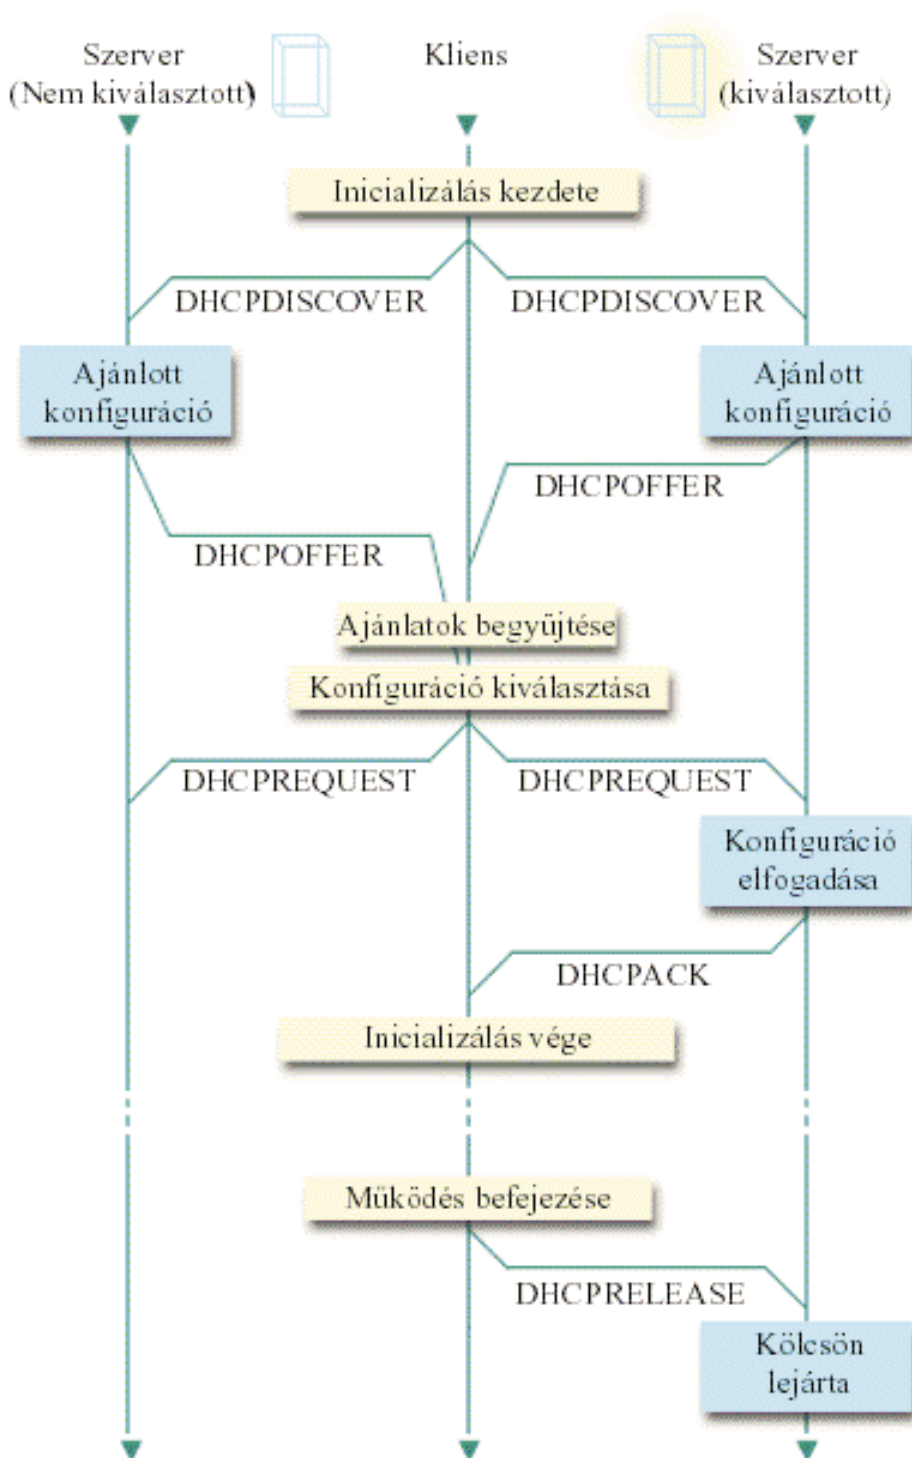 Szerver
(Nem kiválasztott)
Kliens
Szerver
(kiválasztott)
Inicializálás kezdete
DHCPDISCOVER
DHCPDISCOVER
Ajánlott
konfiguráció
Ajánlott
konfiguráció
DHCPOFFER
DHCPOFFER
Ajánlatok begyüjtése
Konfiguráció kiválasztása
DHCPREQUEST
DHCPREQUEST
Konfiguráció
elfogadása
DHCPACK
Inicializálás vége
Működés befejezése
DHCPRELEASE
Kölcsön
lejárta